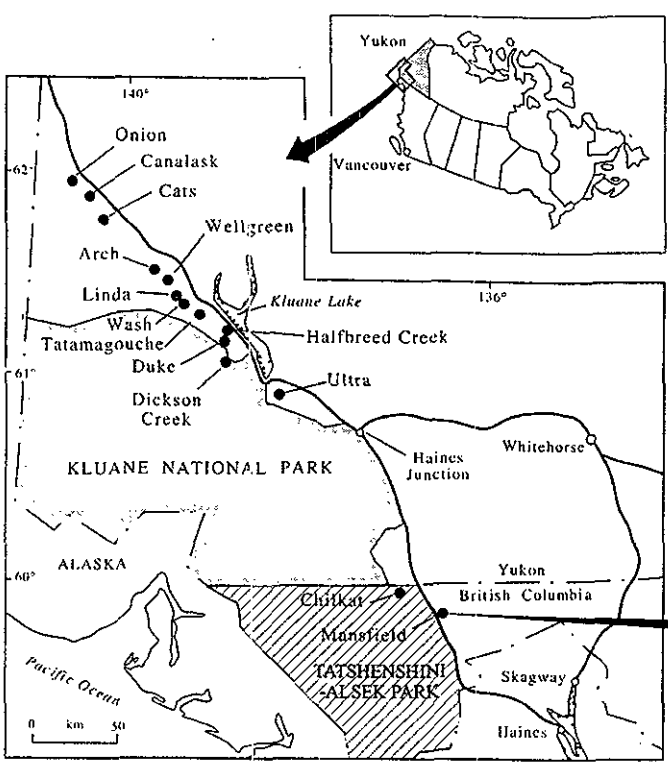 Yukon
Vancouver
140°
Onion
Canalask
62°
Cats
Wellgreen
Arch
136°
Linda
Kluane Lake
Wash
Halfbreed Creek
Tatamagouche
Duke
61°
Ultra
Dickson
Creek
Haines
Junction
Whitehorse
KLUANE NATIONAL PARK
ALASKA
60°
Yukon
British Columbia
Chilkat
Mansfield
Pacific Ocean
TATSHENSHINI
-ALSEK PARK
Skagway
0 km 50
Haines